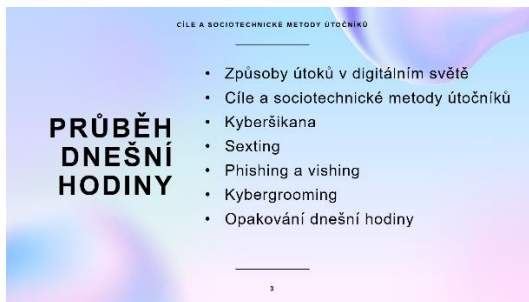 CÍLE A SOCIOTECHNICKÉ METODY ÚTOČNÍKŮ
PRŮBĚH
DNEŠNÍ
HODINY
• Způsoby útoků v digitálním světě
• Cíle a sociotechnické metody útočníků
• Kyberšikana
• Sexting
• Phishing a vishing
• Kybergrooming
• Opakování dnešní hodiny
3